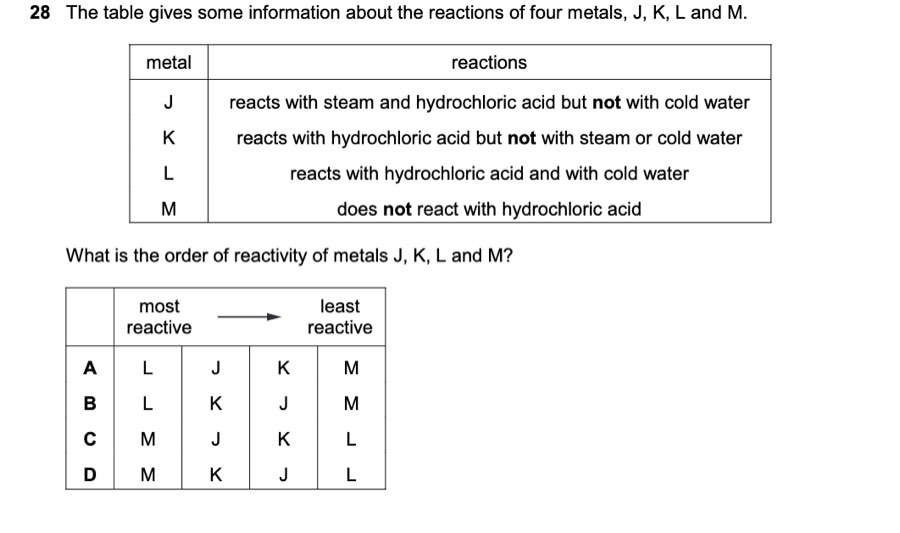 28 The table gives some information about the reactions of four metals, J, K, L and M.
metal reactions
J reacts with steam and hydrochloric acid but not with cold water
K reacts with hydrochloric acid but not with steam or cold water
L reacts with hydrochloric acid and with cold water
M does not react with hydrochloric acid
What is the order of reactivity of metals J, K, L and M?
most least
reactive reactive
A L J K M
B L K J M
C M J K L
D M K J L